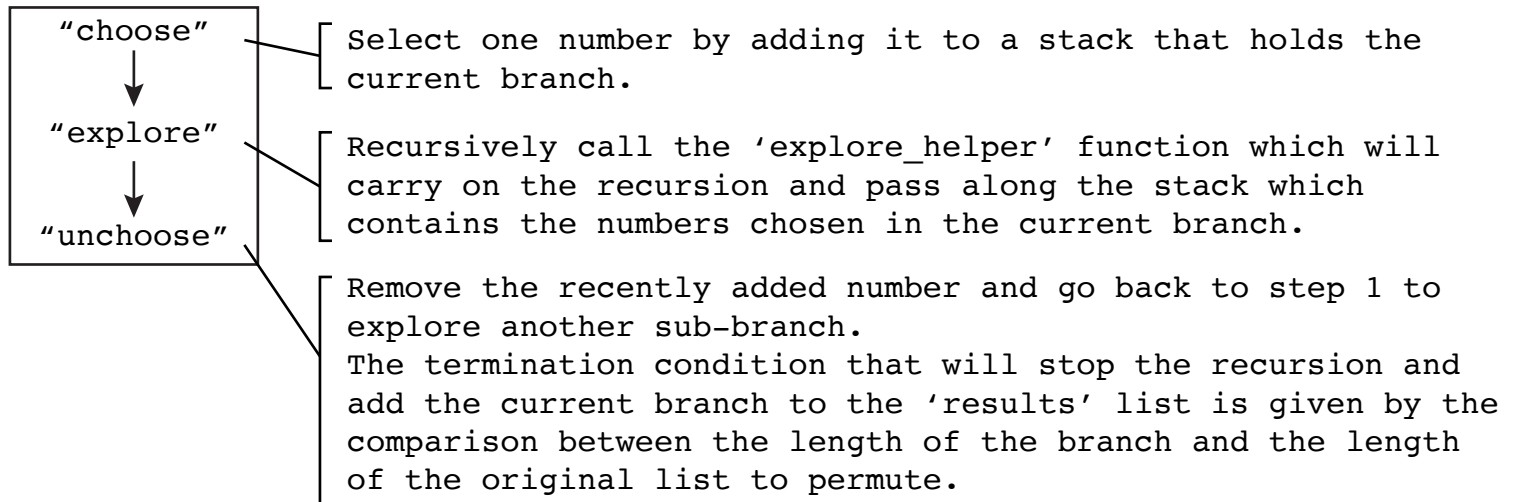 “choose”
Select one number by adding it to a stack that holds the
current branch.
“explore”
Recursively call the ‘explore_helper’ function which will
carry on the recursion and pass along the stack which
contains the numbers chosen in the current branch.
“unchoose”
Remove the recently added number and go back to step 1 to
explore another sub-branch.
The termination condition that will stop the recursion and
add the current branch to the ‘results’ list is given by the
comparison between the length of the branch and the length
of the original list to permute.